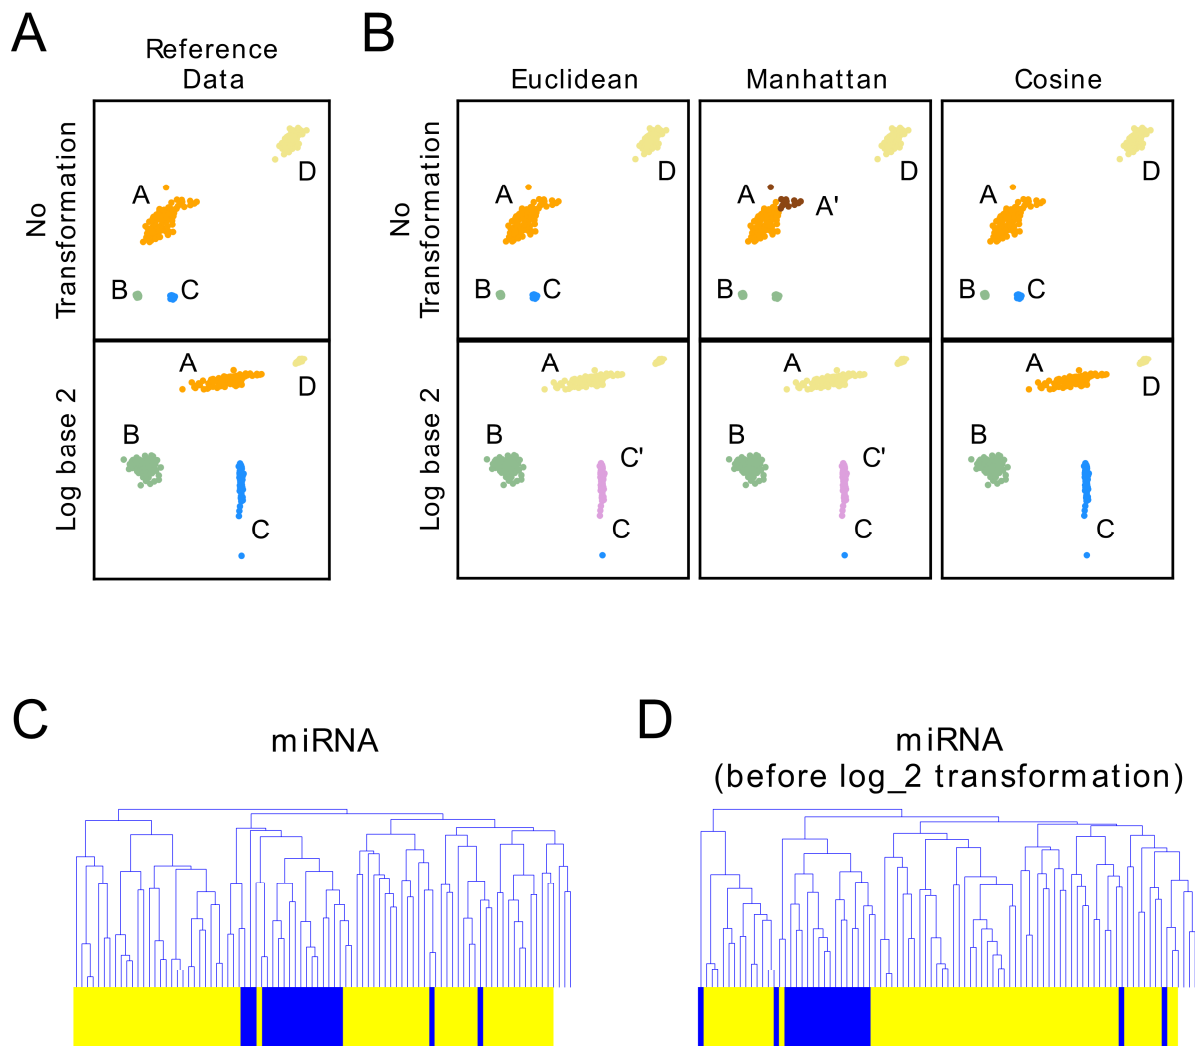 A
Reference
Data
No
Transformation
A
D
B
C
Log base 2
A
D
B
C
B
Euclidean
Manhattan
Cosine
No
Transformation
A
D
B
C
A
A'
D
B
A
D
B
C
Log base 2
A
B
C'
C
A
B
C'
C
A
D
B
C
C
miRNA
D
miRNA
(before log_2 transformation)